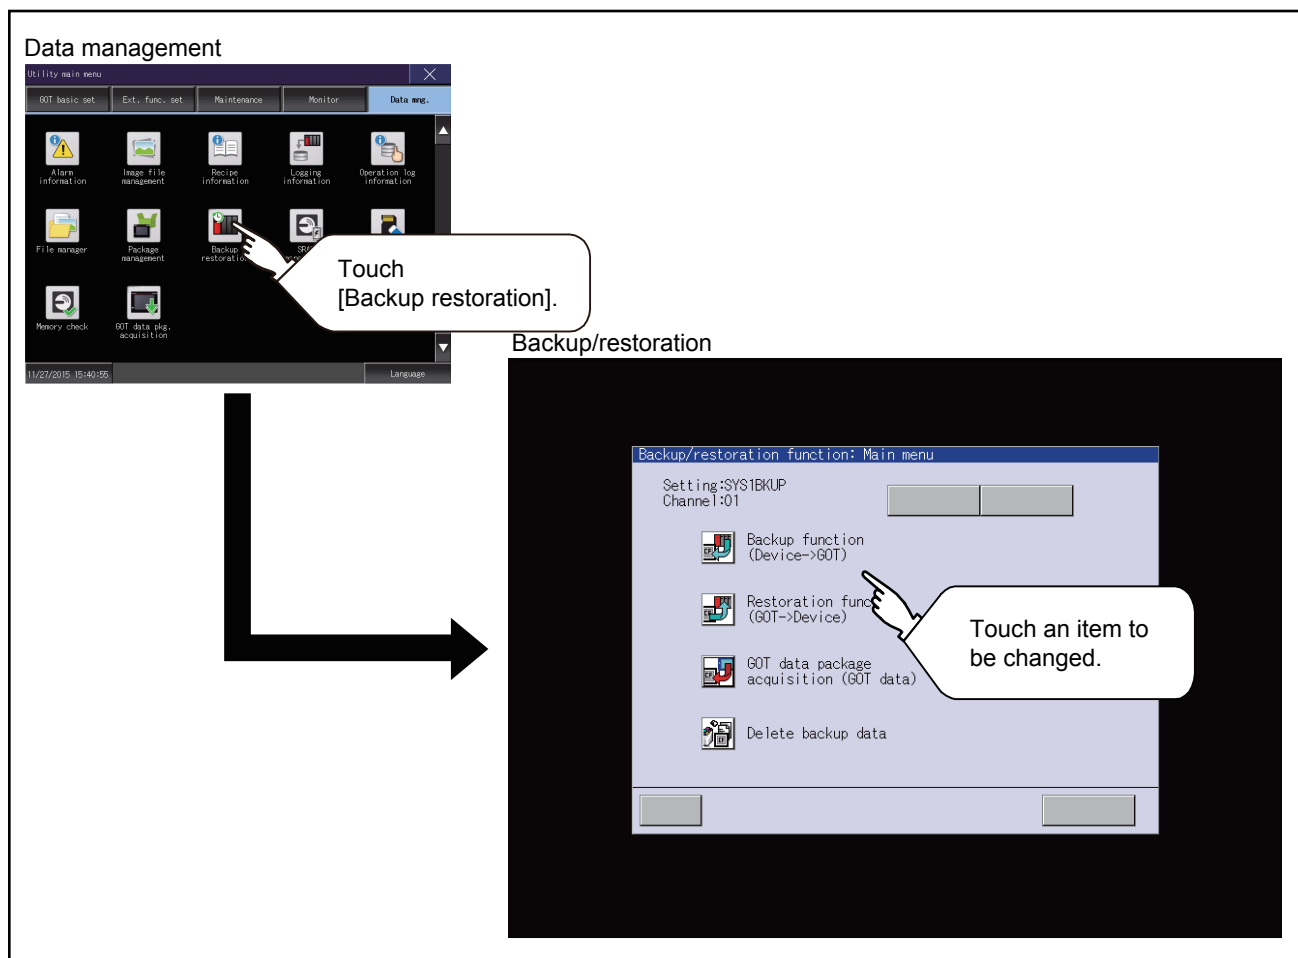 Data management
Utility main menu
GOT basic set
Ext. func. set
Maintenance
Monitor
Data mng.
Alarm
information
Image file
management
Recipe
information
Logging
information
Operation log
information
File manager
Package
management
Backup
Memory check
GOT data pkg.
acquisition
11/27/2015 15:40:55
Language
Touch
[Backup restoration].
Backup/restoration
Backup/restoration function: Main menu
Setting:SYS1BKUP
Channel:01
Backup function
(Device->GOT)
Restoration func
(GOT->Device)
GOT data package
acquisition (GOT data)
Delete backup data
Touch an item to
be changed.